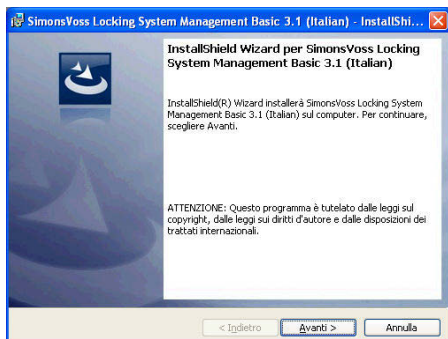 SimonsVoss Locking System Management Basic 3.1 (Italian) - InstallShi...
InstallShield Wizard per SimonsVoss Locking
System Management Basic 3.1 (Italian)
InstallShield(R) Wizard installerà SimonsVoss Locking System
Management Basic 3.1 (Italian) sul computer. Per continuare,
scegliere Avanti.
ATTENZIONE: Questo programma è tutelato dalle leggi sul
copyright, dalle leggi sui diritti d'autore e dalle disposizioni dei
trattati internazionali.
< Indietro Avanti > Annulla